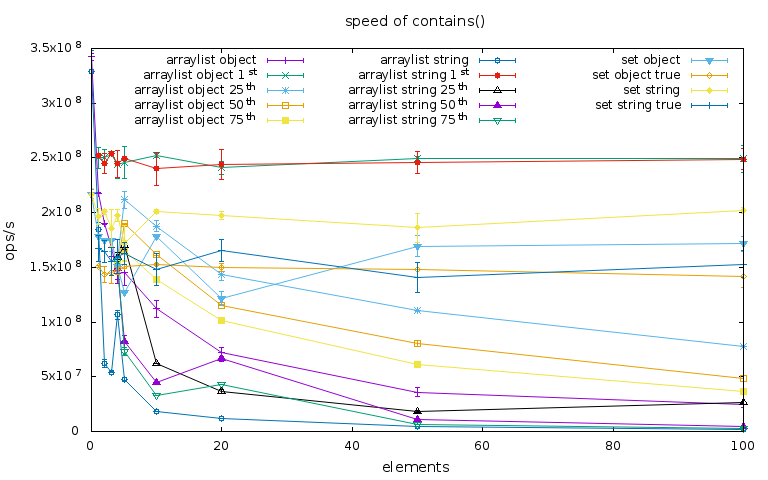 speed of contains()
ops/s
3.5x10^8
3x10^8
2.5x10^8
2x10^8
1.5x10^8
1x10^8
5x10^7
0
arraylist object
arraylist object 1^st
arraylist object 25^th
arraylist object 50^th
arraylist object 75^th
arraylist string
arraylist string 1^st
arraylist string 25^th
arraylist string 50^th
arraylist string 75^th
set object
set object true
set string
set string true
0 20 40 60 80 100
elements